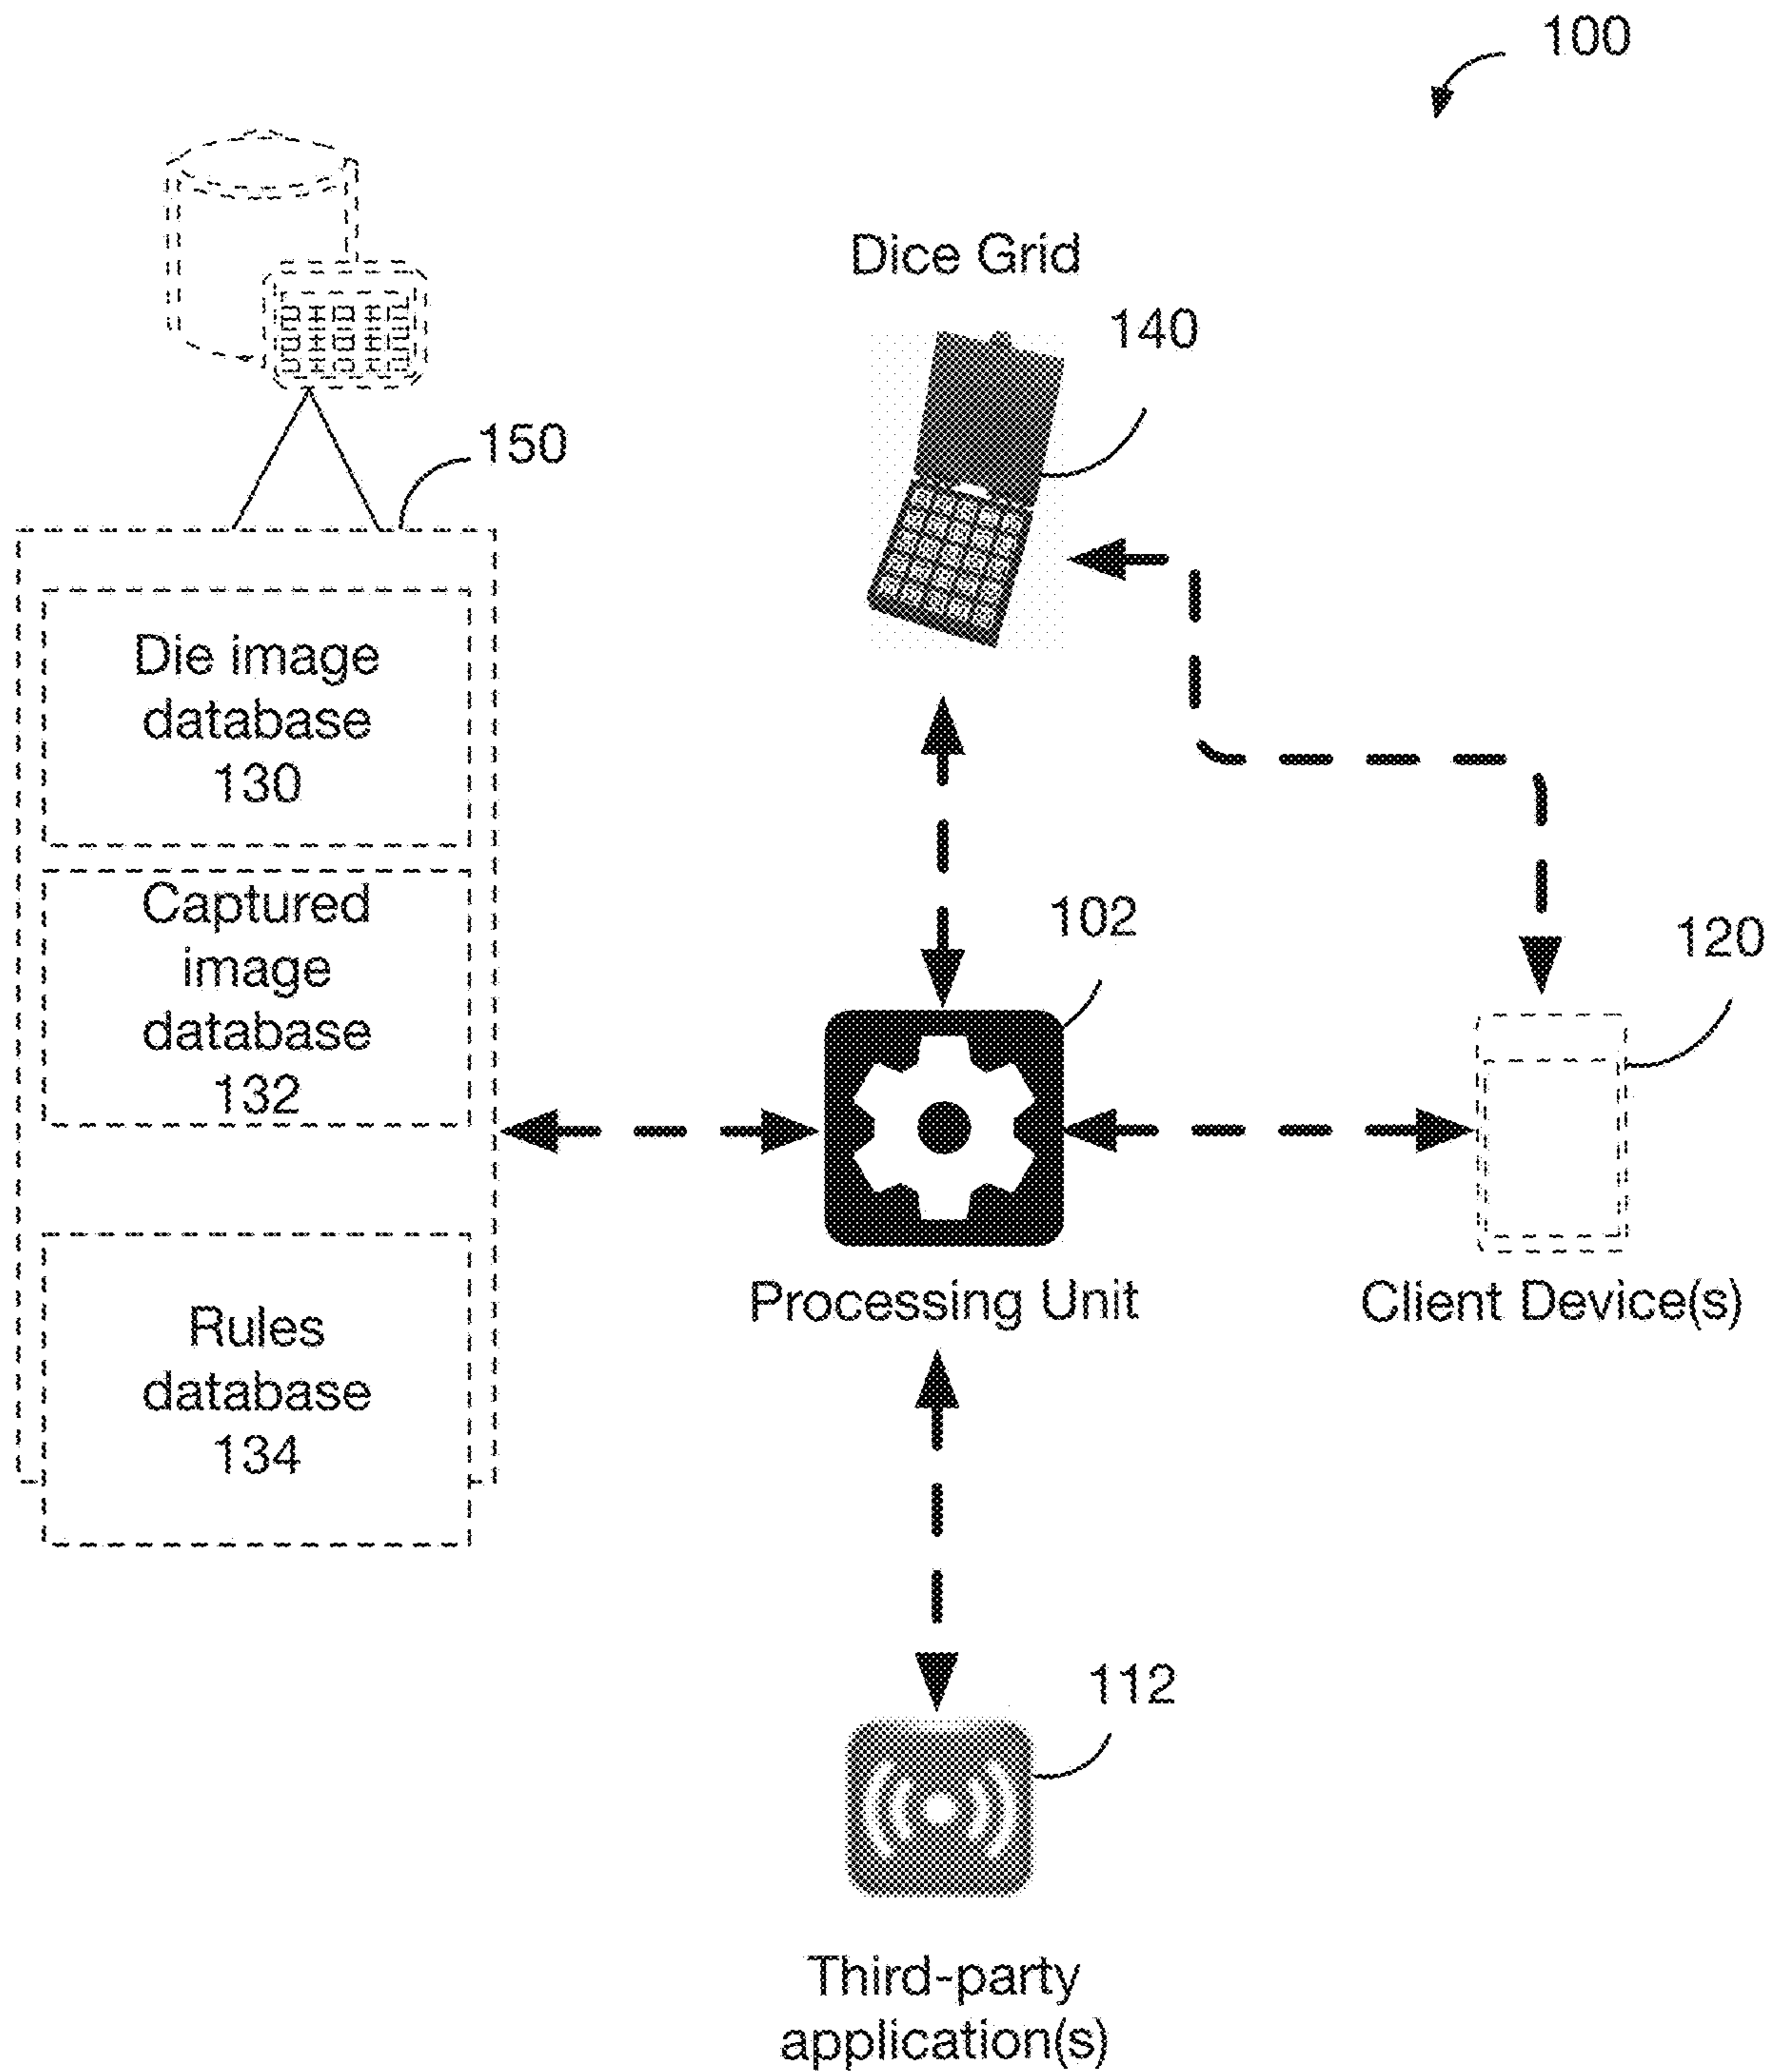 100
Dice Grid
140
150
Die image
database
130
Captured
image
database
132
102
120
Processing Unit
Client Device(s)
Rules
database
134
112
Third-party
application(s)